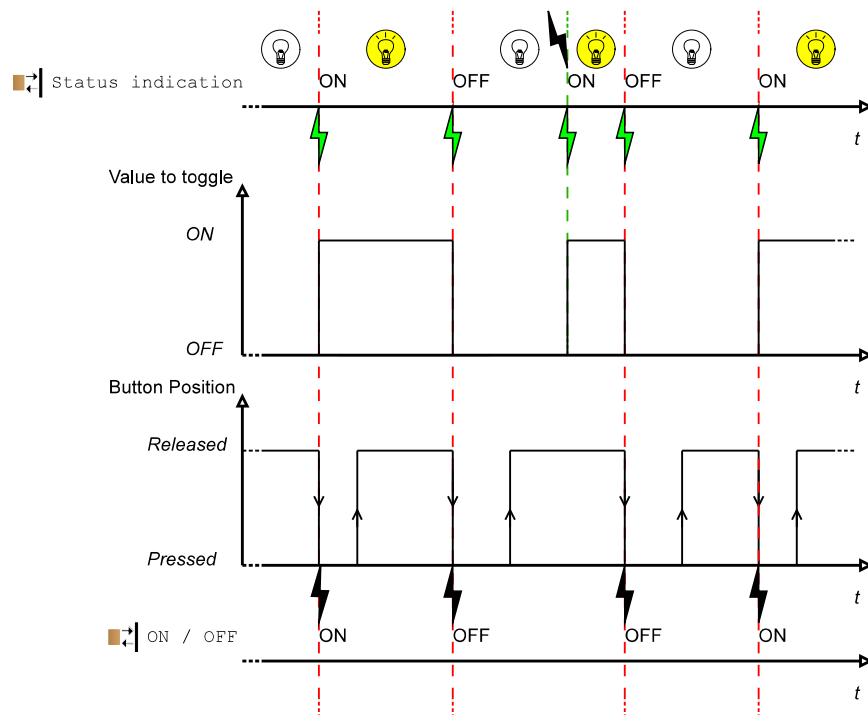 Status indication
ON OFF ON OFF ON
t
Value to toggle
ON
OFF
t
Button Position
Released
Pressed
t
ON / OFF
ON OFF OFF ON
t